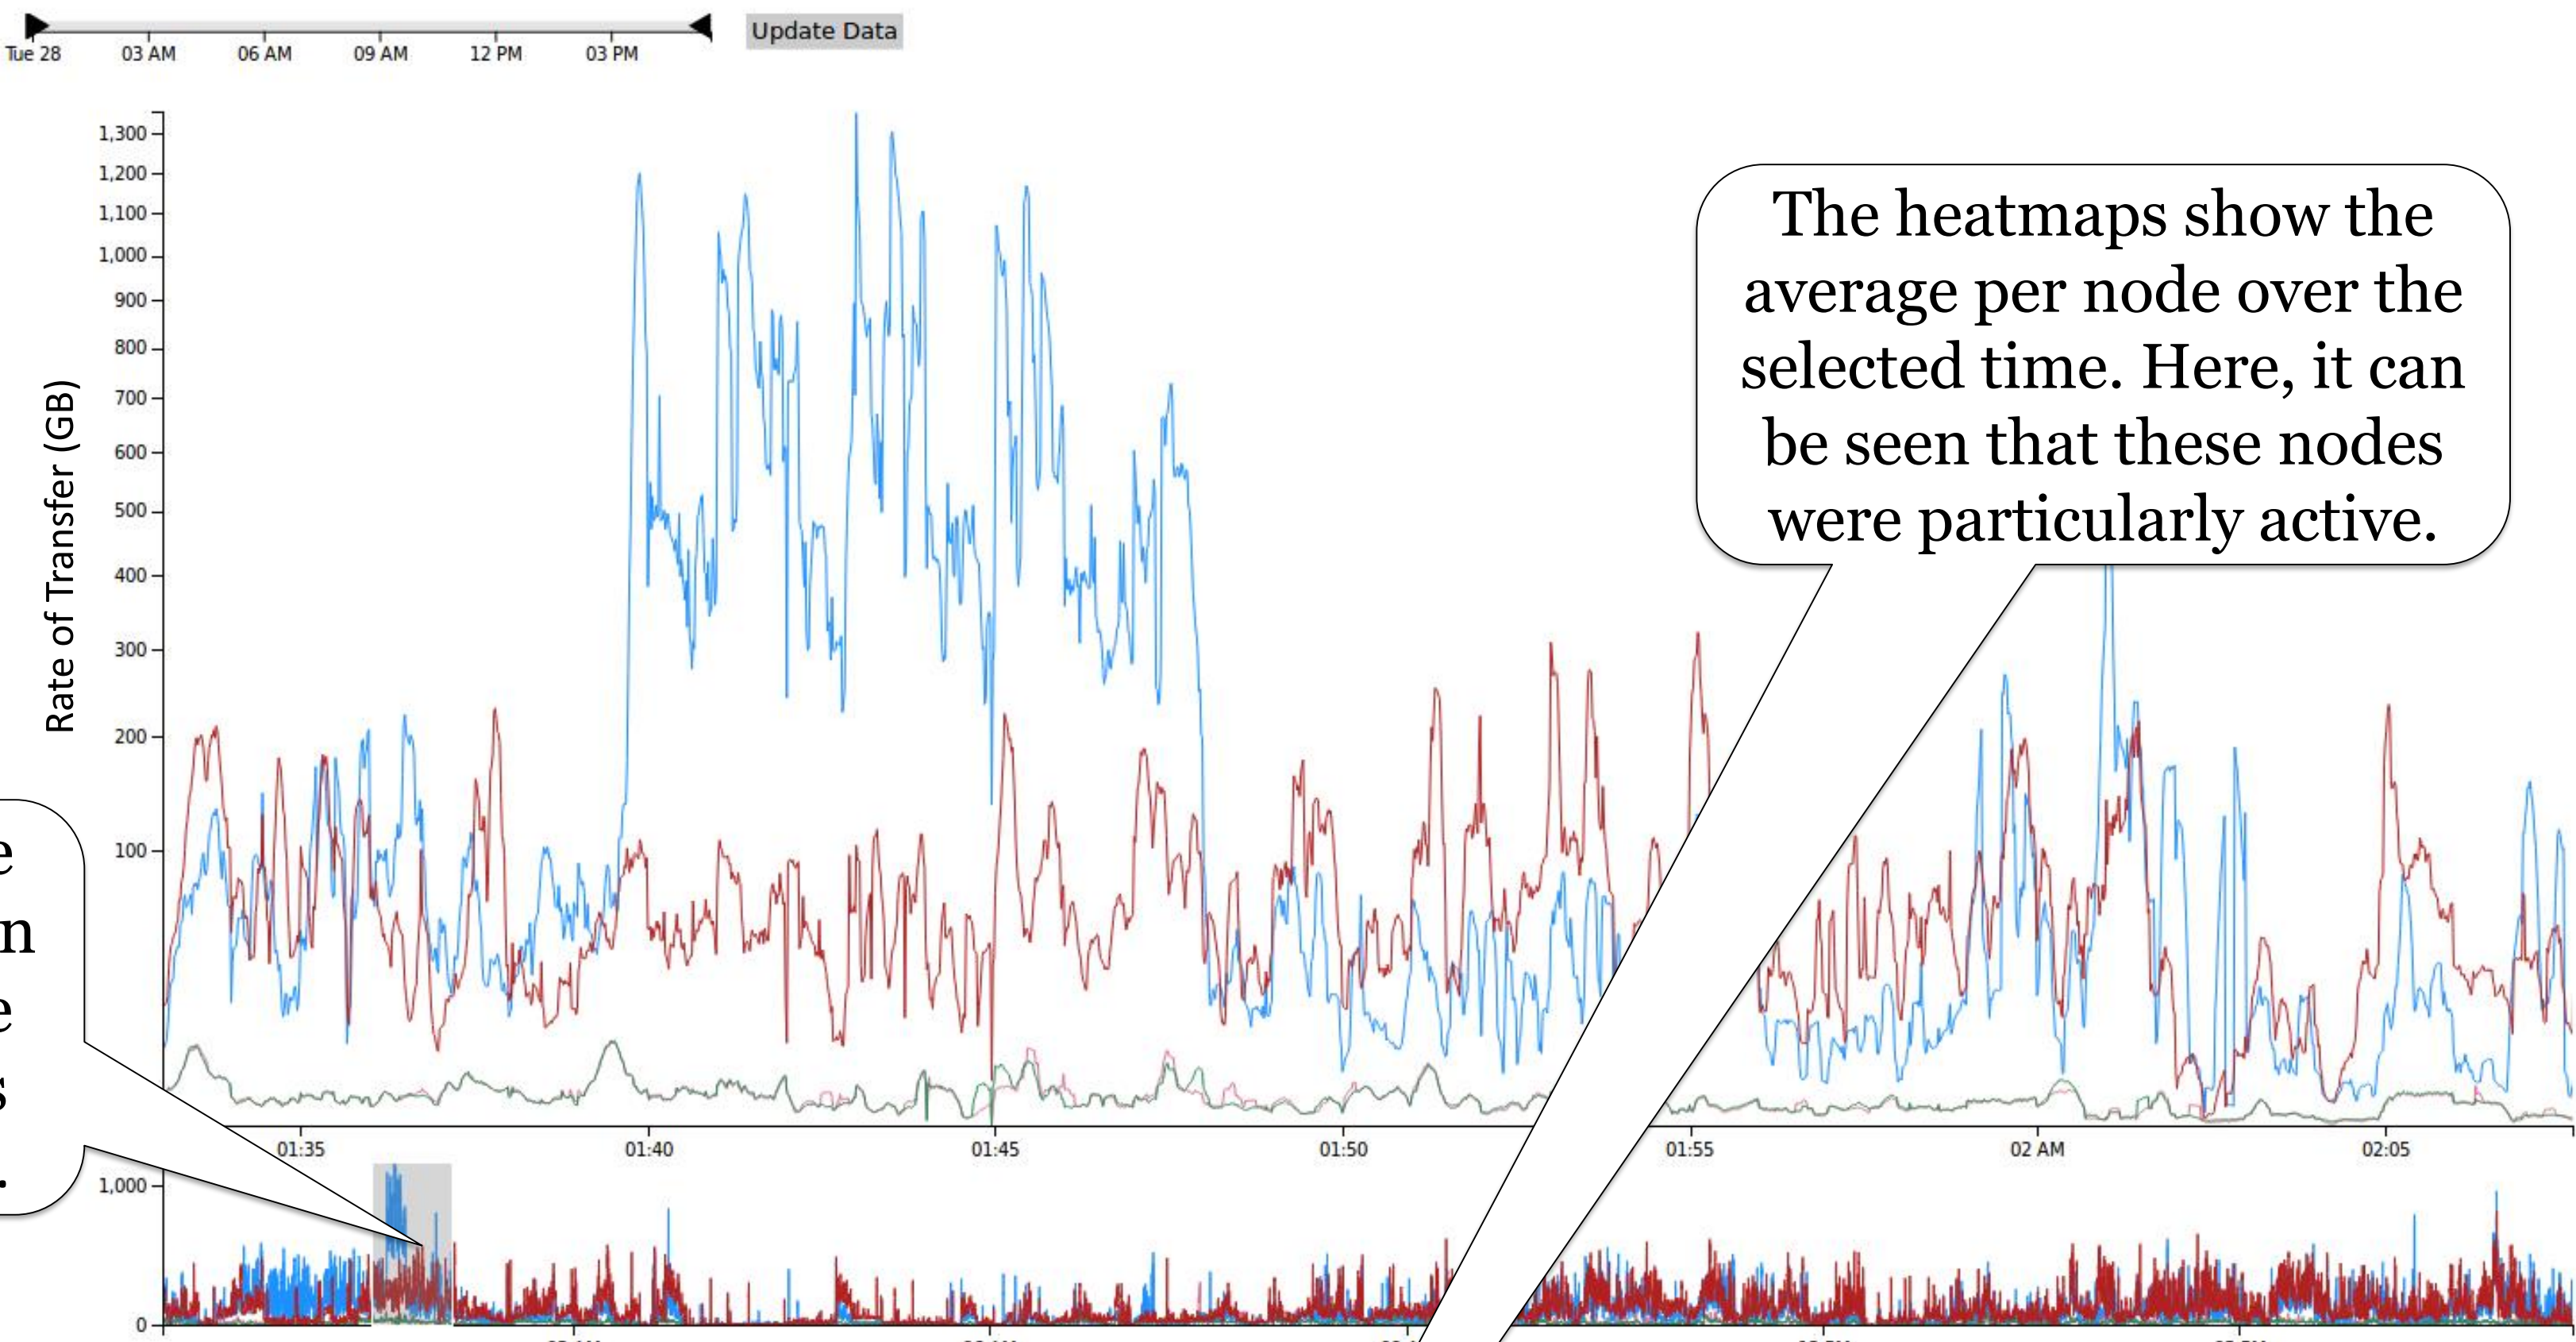 Update Data
Tue 28
03 AM
06 AM
09 AM
12 PM
03 PM
Rate of Transfer (GB)
1,300
1,200
1,100
1,000
900
800
700
600
500
400
300
200
100
The heatmaps show the
average per node over the
selected time. Here, it can
be seen that these nodes
were particularly active.
e
n
e
s
.
01:35
01:40
01:45
01:50
01:55
02 AM
02:05
1,000
0